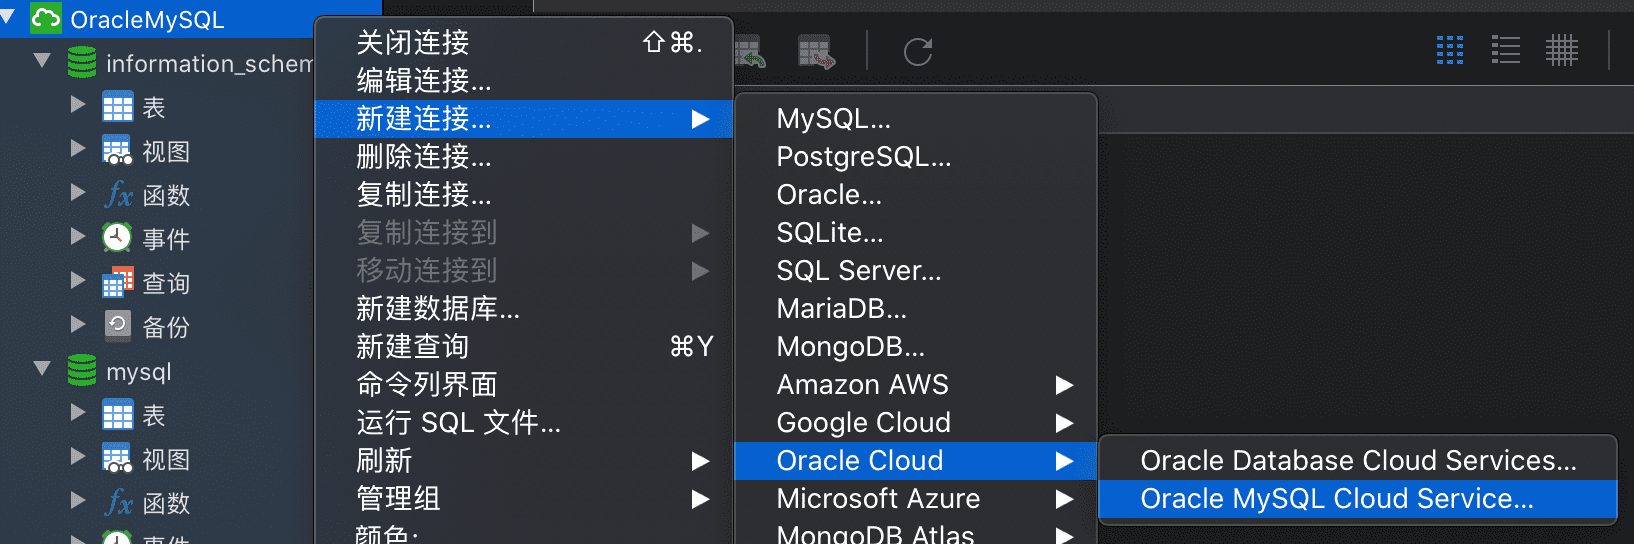 OracleMySQL
information_schem
表
视图
函数
事件
查询
备份
mysql
表
视图
函数
事件
关闭连接 ⇧⌘.
编辑连接...
新建连接...
删除连接...
复制连接...
复制连接到
移动连接到
新建数据库...
新建查询 ⌘Y
命令列界面
运行 SQL 文件...
刷新
管理组
颜色:
MySQL...
PostgreSQL...
Oracle...
SQLite...
SQL Server...
MariaDB...
MongoDB...
Amazon AWS
Google Cloud
Oracle Cloud
Microsoft Azure
MongoDB Atlas
Oracle Database Cloud Services...
Oracle MySQL Cloud Service...